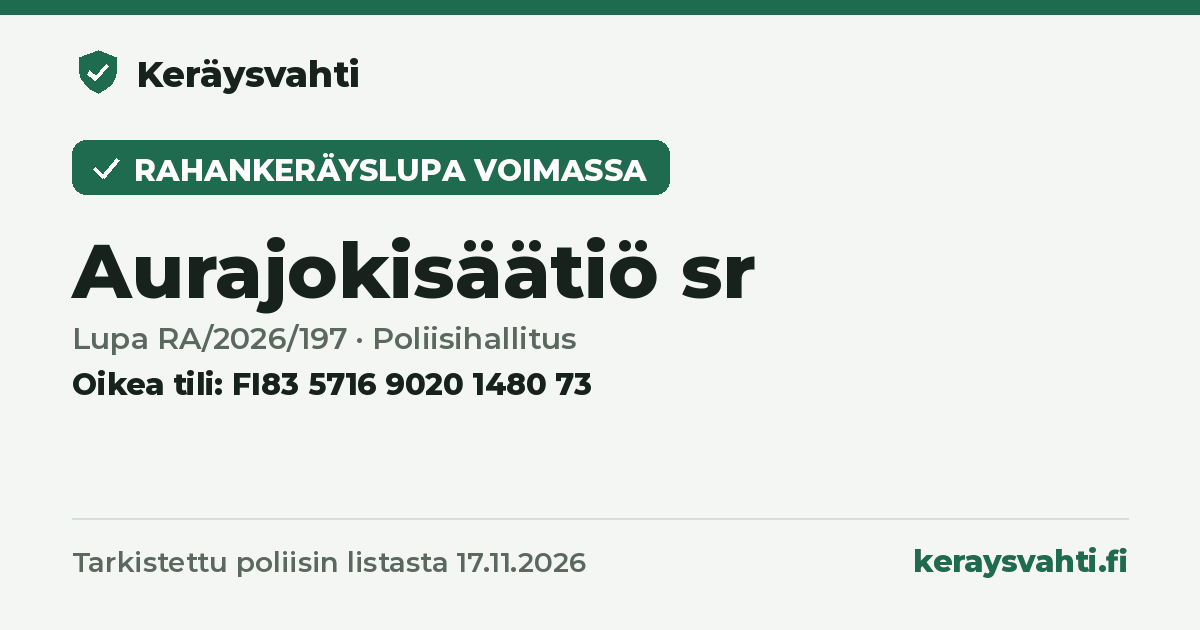 Keräysvahti
RAHANKERÄYSLUPA VOIMASSA
Aurajokisäätiö sr
Lupa RA/2026/197 · Poliisihallitus
Oikea tili: FI83 5716 9020 1480 73
Tarkistettu poliisin listasta 17.11.2026
keraysvahti.fi